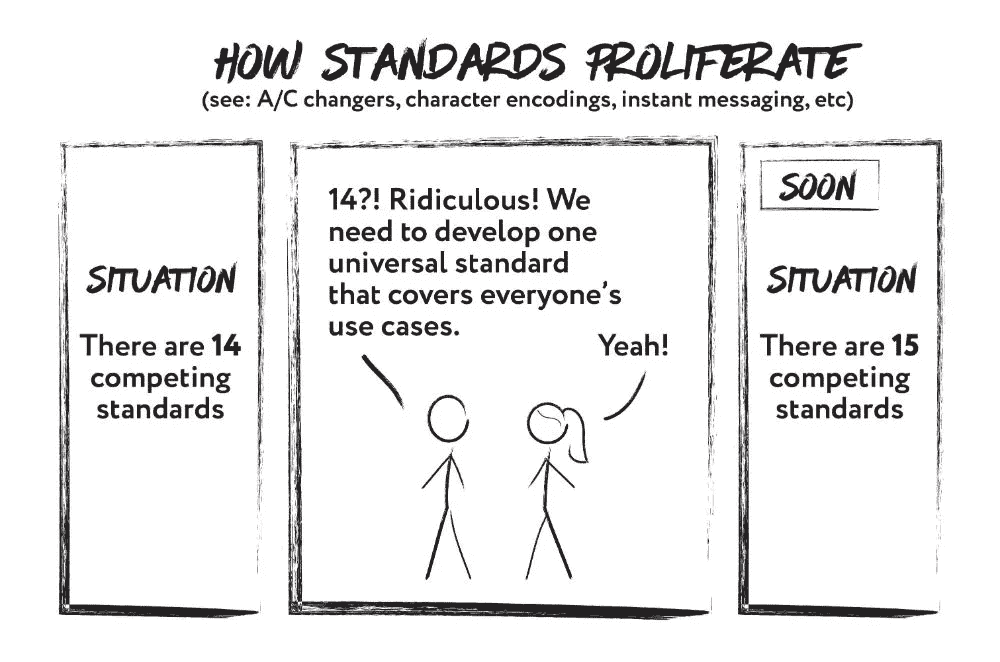 HOW STANDARDS PROLIFERATE
(see: A/C changers, character encodings, instant messaging, etc)
SITUATION
There are 14
competing
standards
14?! Ridiculous! We
need to develop one
universal standard
that covers everyone's
use cases.
Yeah!
SOON
SITUATION
There are 15
competing
standards